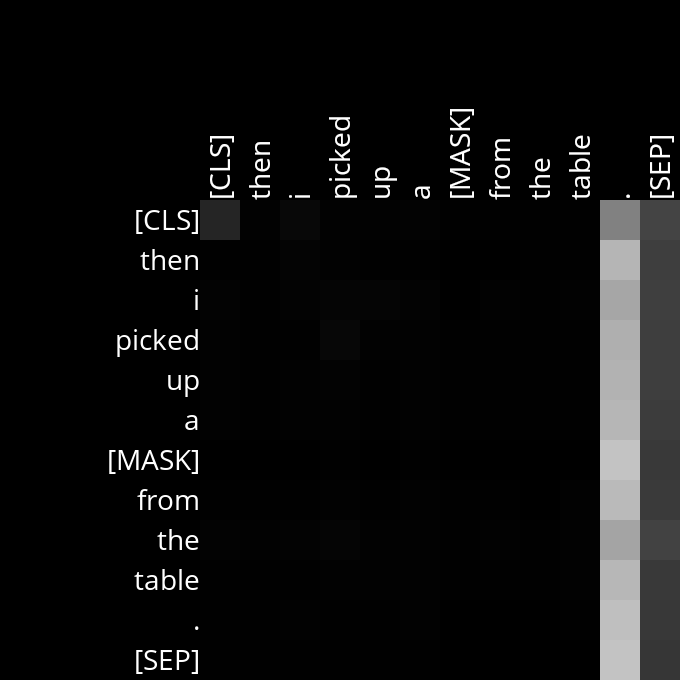 [CLS] then i picked up a [MASK] from the table . [SEP]
[CLS]
then
i
picked
up
a
[MASK]
from
the
table
.
[SEP]